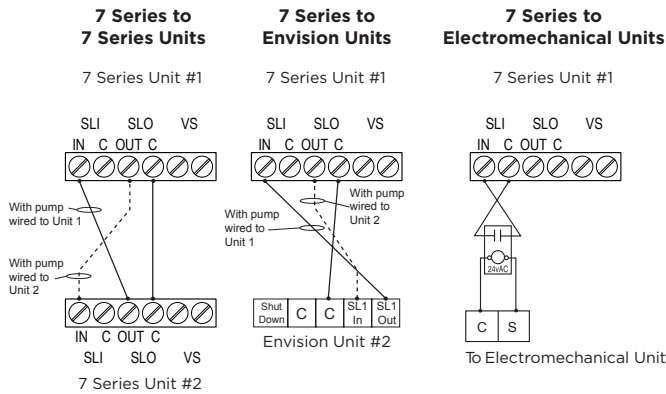 7 Series to
7 Series Units
7 Series Unit #1
SLI SLO VS
IN C OUT C
With pump
wired to Unit 1
With pump
wired to
Unit 2
IN C OUT C
SLI SLO VS
7 Series Unit #2
7 Series to
Envision Units
7 Series Unit #1
SLI SLO VS
IN C OUT C
With pump
wired to
Unit 2
With pump
wired to
Unit 1
Shut
Down
C
C
SL1
In
SL1
Out
Envision Unit #2
7 Series to
Electromechanical Units
7 Series Unit #1
SLI SLO VS
IN C OUT C
24vAC
C S
To Electromechanical Unit